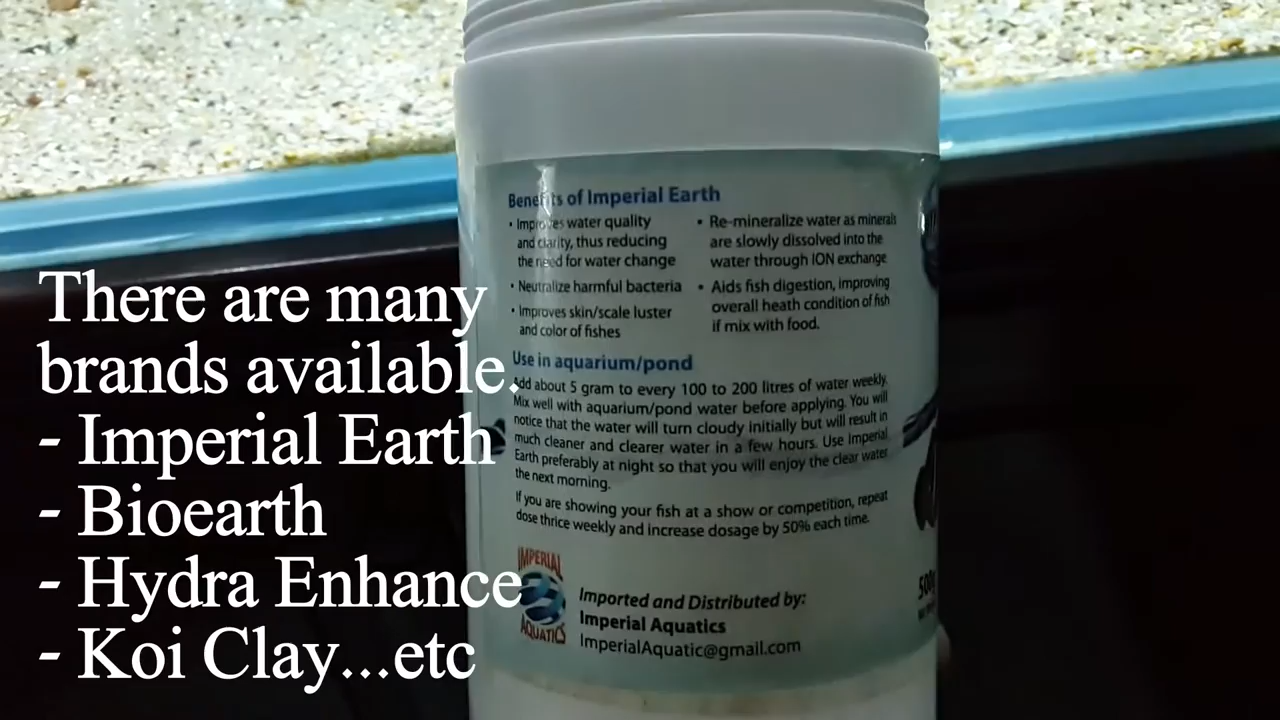 There are many
brands available.
- Imperial Earth
- Bioearth
- Hydra Enhance
- Koi Clay...etc
Benefits of Imperial Earth
• Improves water quality
and clarity, thus reducing
the need for water change
• Neutralize harmful bacteria
• Improves skin/scale luster
and color of fishes
• Re-mineralize water as minerals
are slowly dissolved into the
water through ION exchange
• Aids fish digestion, improving
overall heath condition of fish
if mix with food.
Use in aquarium/pond
Add about 5 gram to every 100 to 200 litres of water weekly.
Mix well with aquarium/pond water before applying. You will
notice that the water will turn cloudy initially but will result in
much cleaner and clearer water in a few hours. Use Imperial
Earth preferably at night so that you will enjoy the clear water
the next morning.
If you are showing your fish at a show or competition, repeat
dose thrice weekly and increase dosage by 50% each time.
IMPERIAL
AQUATICS
Imported and Distributed by:
Imperial Aquatics
ImperialAquatic@gmail.com
500g